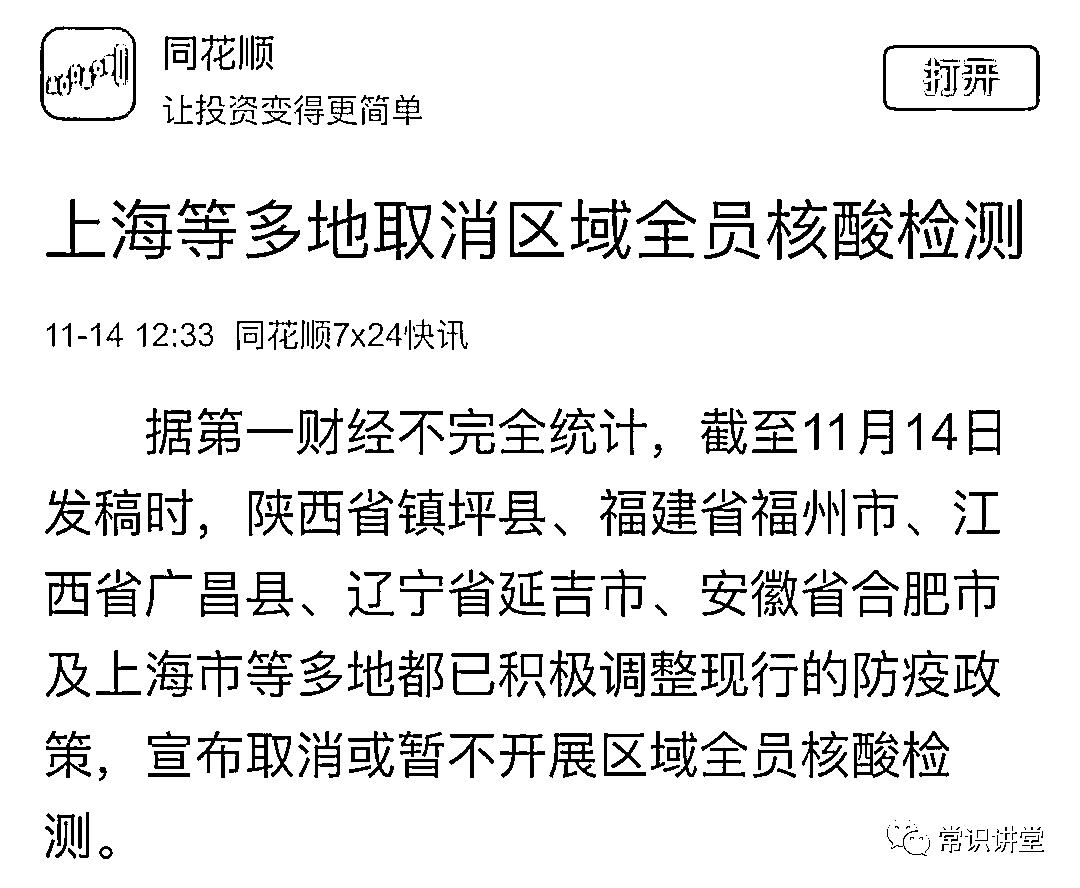 同花顺
让投资变得更简单
打开
上海等多地取消区域全员核酸检测
11-14 12:33 同花顺7x24快讯
据第一财经不完全统计，截至11月14日
发稿时，陕西省镇坪县、福建省福州市、江
西省广昌县、辽宁省延吉市、安徽省合肥市
及上海市等多地都已积极调整现行的防疫政
策，宣布取消或暂不开展区域全员核酸检
测。
常识讲堂